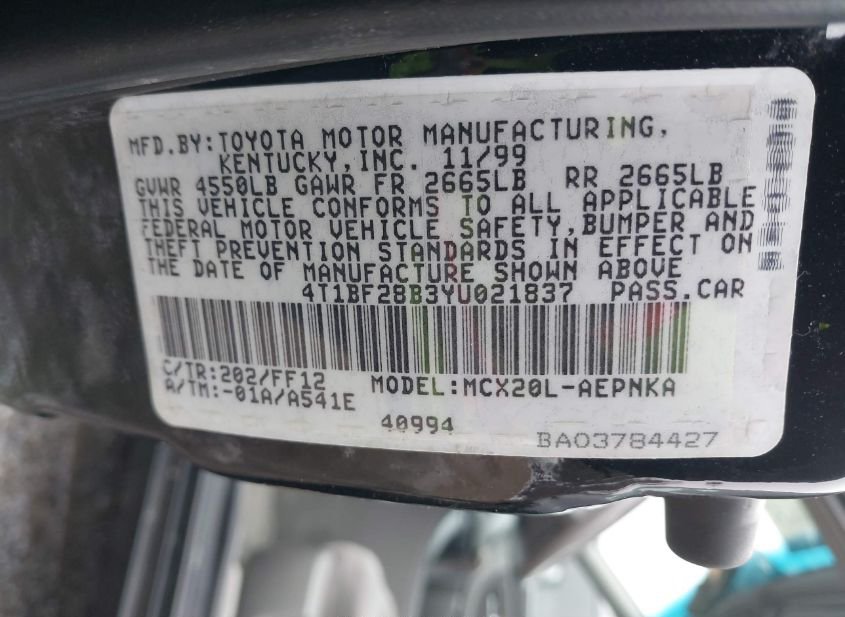 MFD.BY:TOYOTA MOTOR MANUFACTURING,
KENTUCKY,INC. 11/99
GVWR 4550LB GAWR FR 2665LB RR 2665LB
THIS VEHICLE CONFORMS TO ALL APPLICABLE
FEDERAL MOTOR VEHICLE SAFETY,BUMPER AND
THEFT PREVENTION STANDARDS IN EFFECT ON
THE DATE OF MANUFACTURE SHOWN ABOVE
4T1BF28B3YU021837 PASS.CAR
C/TR:202/FF12
A/TM:-01A/A541E MODEL:MCX20L-AEPNKA
40994
BAO3784427